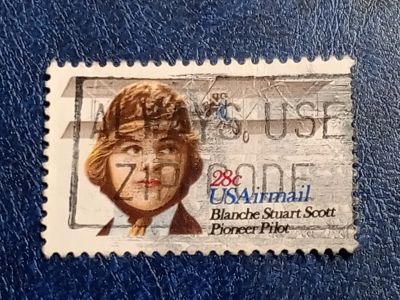 ALWAYS USE
ZIP CODE
28c
USAirmail
Blanche Stuart Scott
Pioneer Pilot